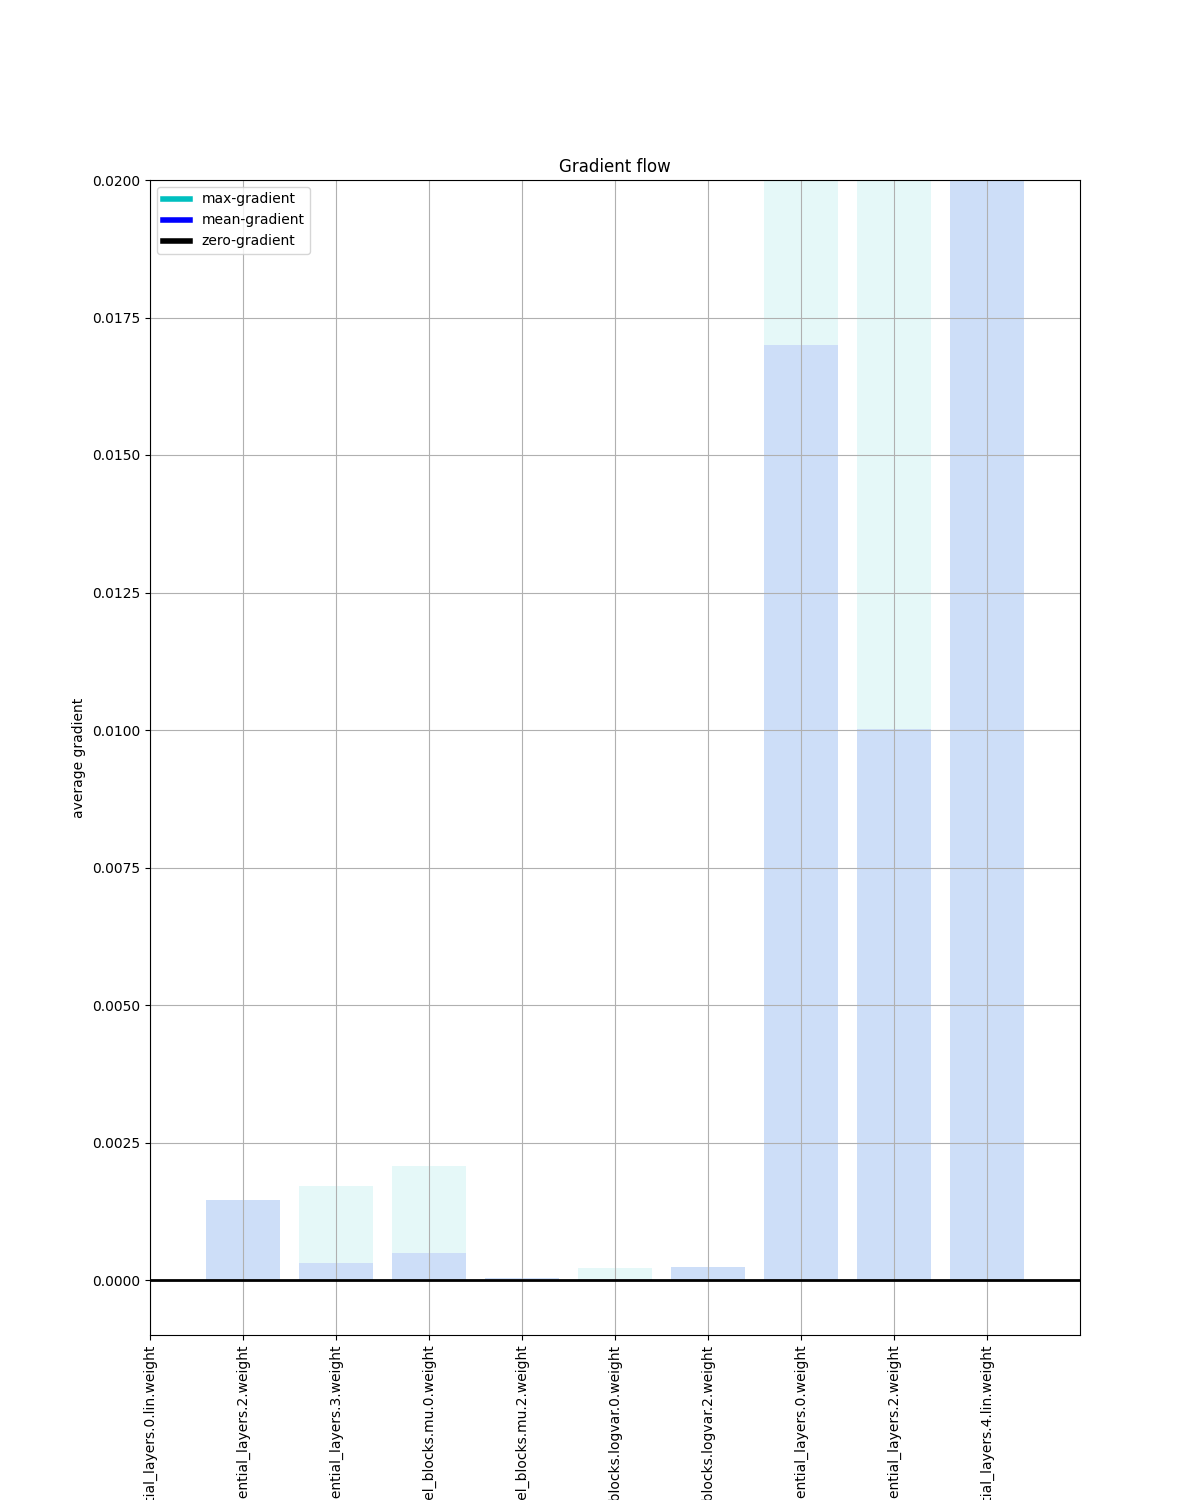 Gradient flow
max-gradient
mean-gradient
zero-gradient
average gradient
0.0200
0.0175
0.0150
0.0125
0.0100
0.0075
0.0050
0.0025
0.0000
tial_layers.0.lin.weight
ential_layers.2.weight
ential_layers.3.weight
el_blocks.mu.0.weight
el_blocks.mu.2.weight
blocks.logvar.0.weight
blocks.logvar.2.weight
ential_layers.0.weight
ential_layers.2.weight
tial_layers.4.lin.weight